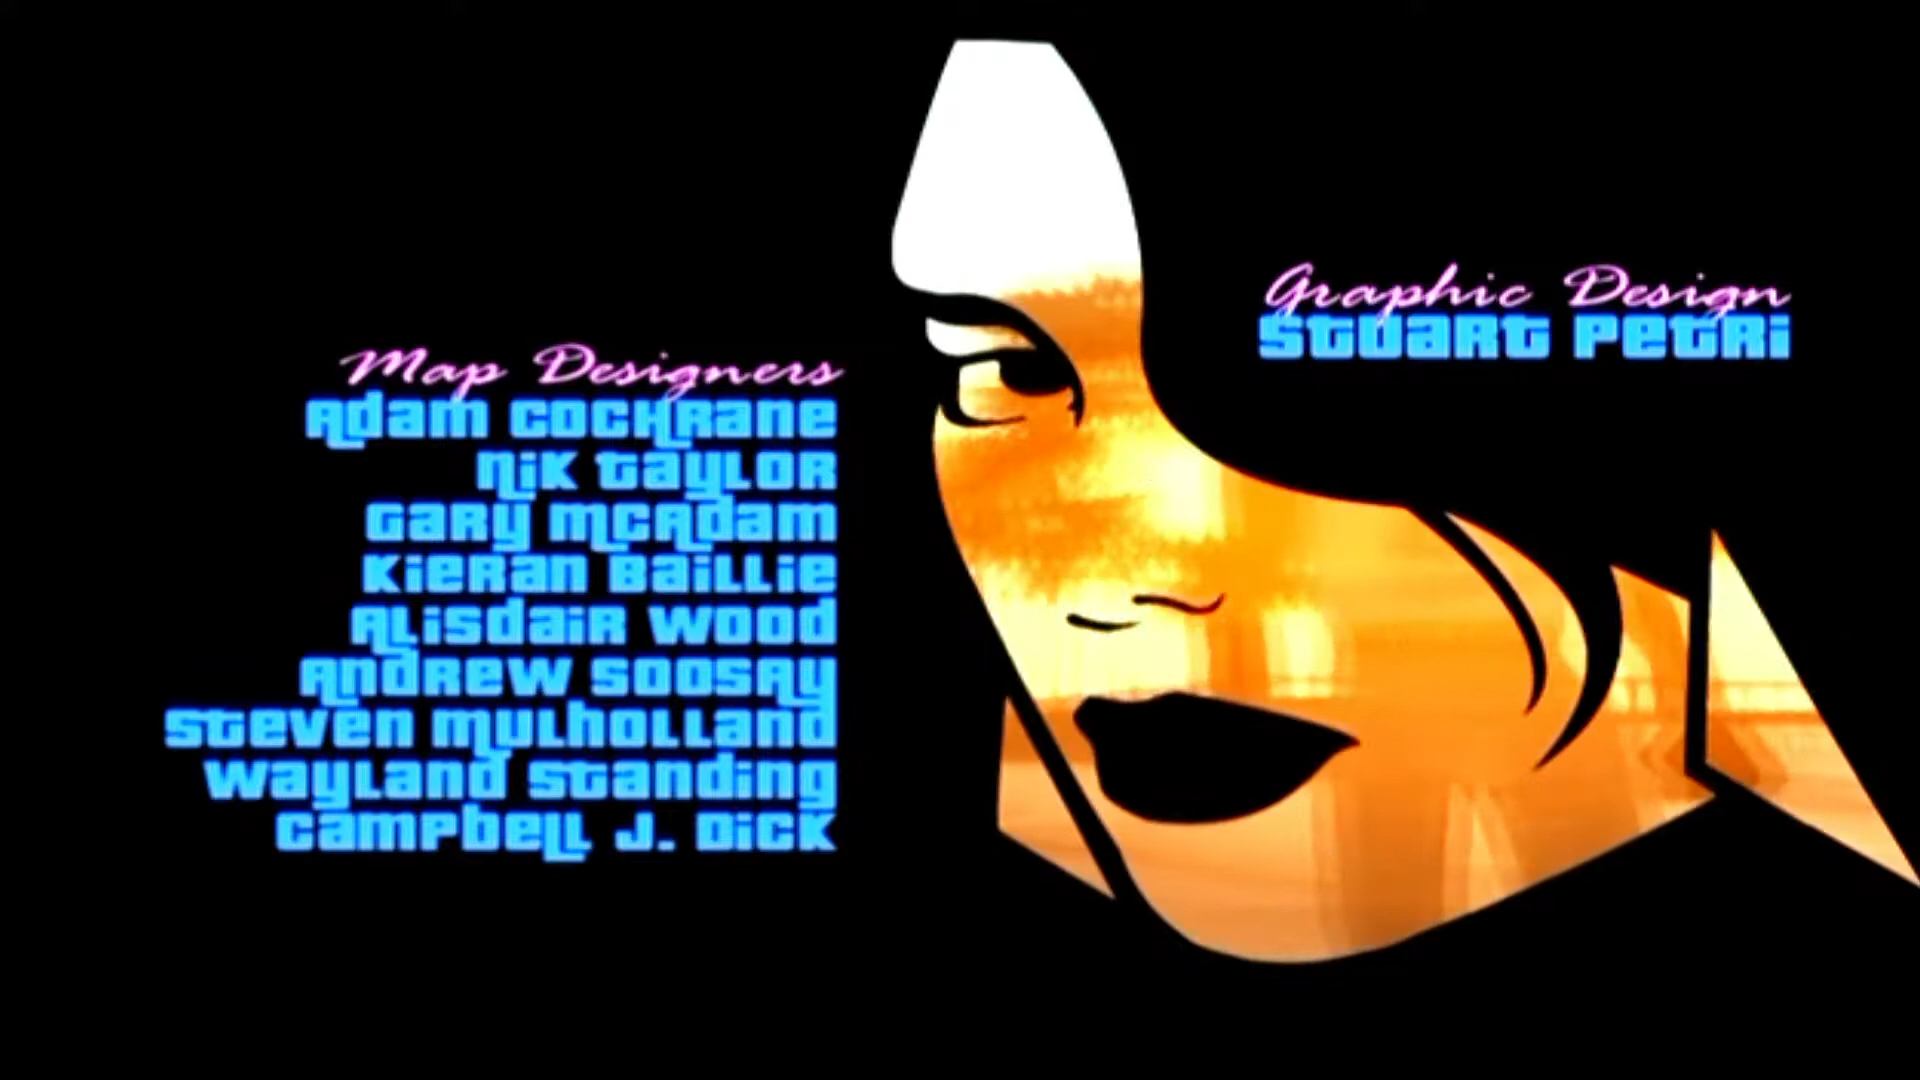 Map Designers
Adam Cochrane
Nik Taylor
Gary McAdam
Kieran Baillie
Alisdair Wood
Andrew Soosay
Steven Mulholland
Wayland Standing
Campbell J. Dick
Graphic Design
Stuart Petri